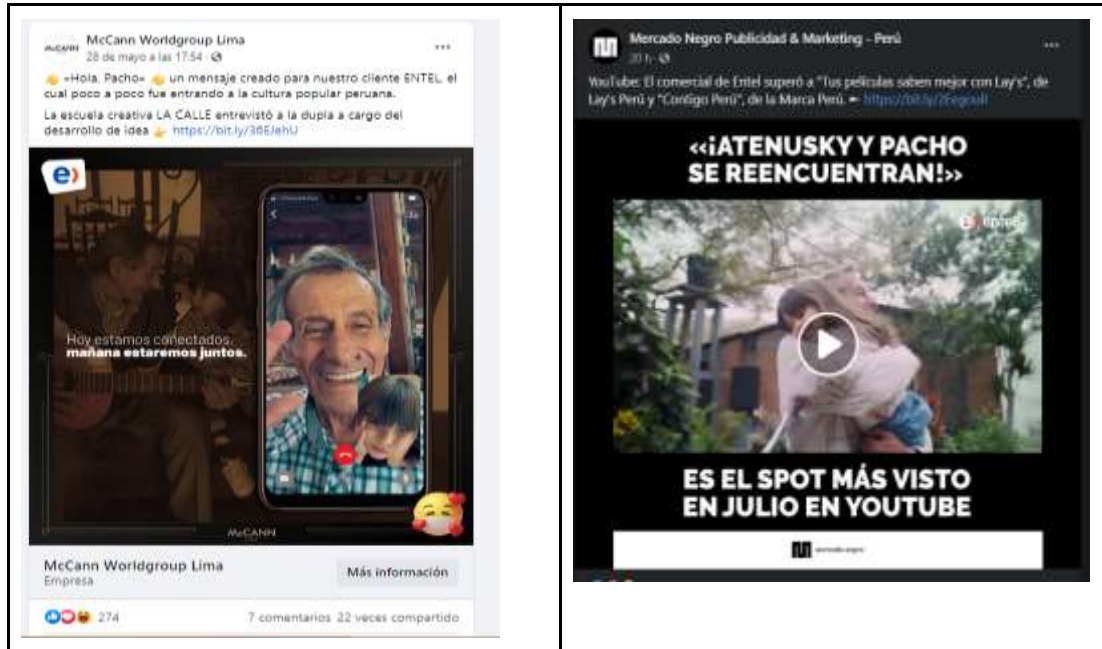 McCann Worldgroup Lima
28 de mayo a las 17:54
«Hola, Pacho» un mensaje creado para nuestro cliente ENTEL, el
cual poco a poco fue entrando a la cultura popular peruana.
La escuela creativa LA CALLE entrevistó a la dupla a cargo del
desarrollo de idea https://bit.ly/36EJehU
e)
Hoy estamos conectados,
mañana estaremos juntos.
McCANN
McCann Worldgroup Lima
Empresa
Más información
274
7 comentarios 22 veces compartido
Mercado Negro Publicidad & Marketing - Perú
20 h
YouTube: El comercial de Entel superó a "Tus películas saben mejor con Lay's", de
Lay's Perú y "Contigo Perú", de la Marca Perú.
«¡ATENUSKY Y PACHO
SE REENCUENTRAN!»
entel
ES EL SPOT MÁS VISTO
EN JULIO EN YOUTUBE
mercado negro